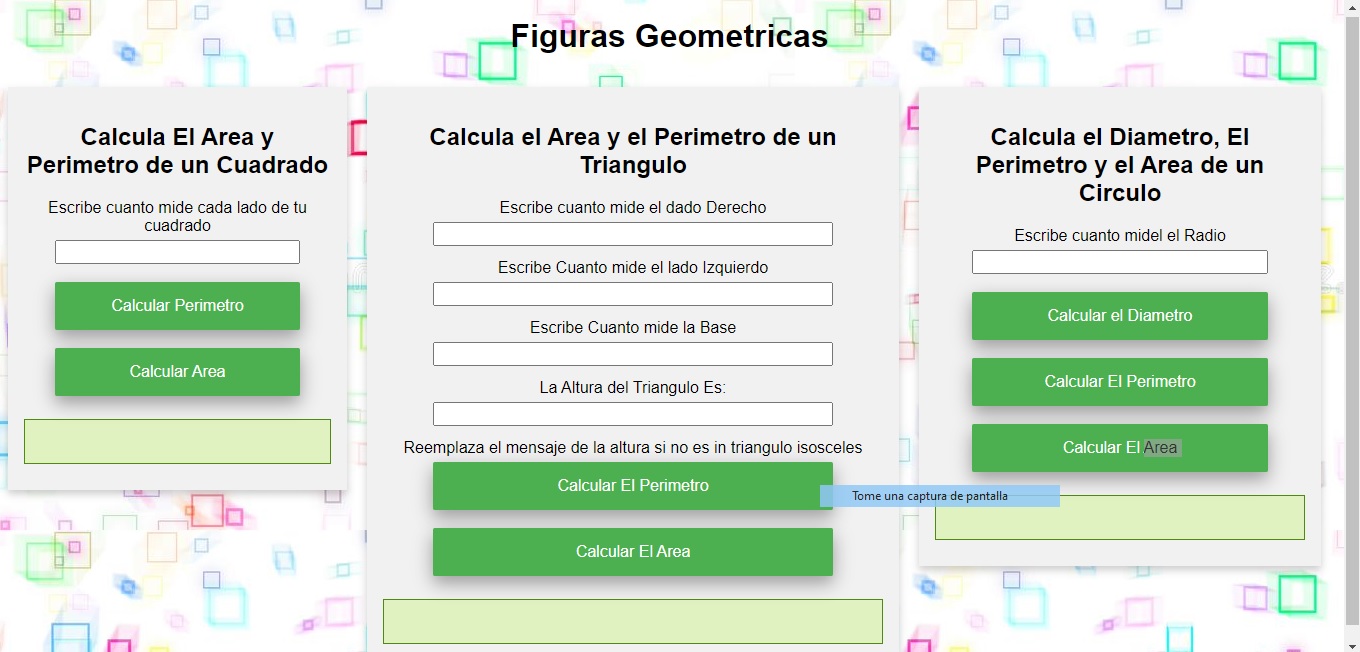 Figuras Geometricas
Calcula El Area y
Perimetro de un Cuadrado
Escribe cuanto mide cada lado de tu
cuadrado
Calcular Perimetro
Calcular Area
Calcula el Area y el Perimetro de un
Triangulo
Escribe cuanto mide el dado Derecho
Escribe Cuanto mide el lado Izquierdo
Escribe Cuanto mide la Base
La Altura del Triangulo Es:
Reemplaza el mensaje de la altura si no es in triangulo isosceles
Calcular El Perimetro
Calcular El Area
Calcula el Diametro, El
Perimetro y el Area de un
Circulo
Escribe cuanto midel el Radio
Calcular el Diametro
Calcular El Perimetro
Calcular El Area
Tome una captura de pantalla